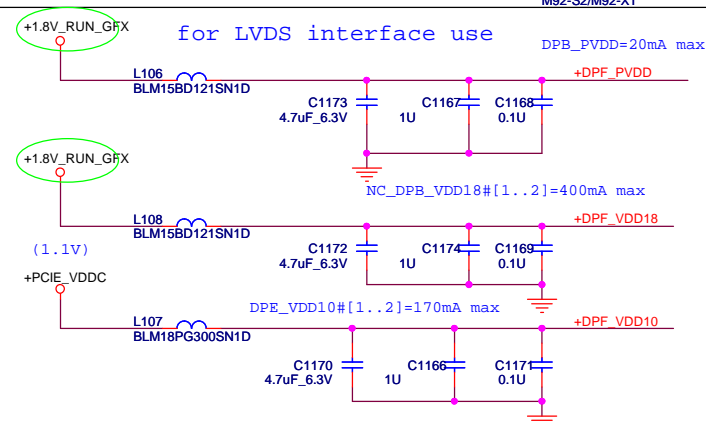 M92-S2/M92-XT
+1.8V_RUN_GFX
for LVDS interface use
DPB_PVDD=20mA max
L106
BLM15BD121SN1D
+DPF_PVDD
C1173
4.7uF_6.3V
C1167
1U
C1168
0.1U
+1.8V_RUN_GFX
NC_DPB_VDD18#[1..2]=400mA max
L108
BLM15BD121SN1D
+DPF_VDD18
(1.1V)
C1172
4.7uF_6.3V
C1174
1U
C1169
0.1U
+PCIE_VDDC
DPE_VDD10#[1..2]=170mA max
L107
BLM18PG300SN1D
+DPF_VDD10
C1170
4.7uF_6.3V
C1166
1U
C1171
0.1U